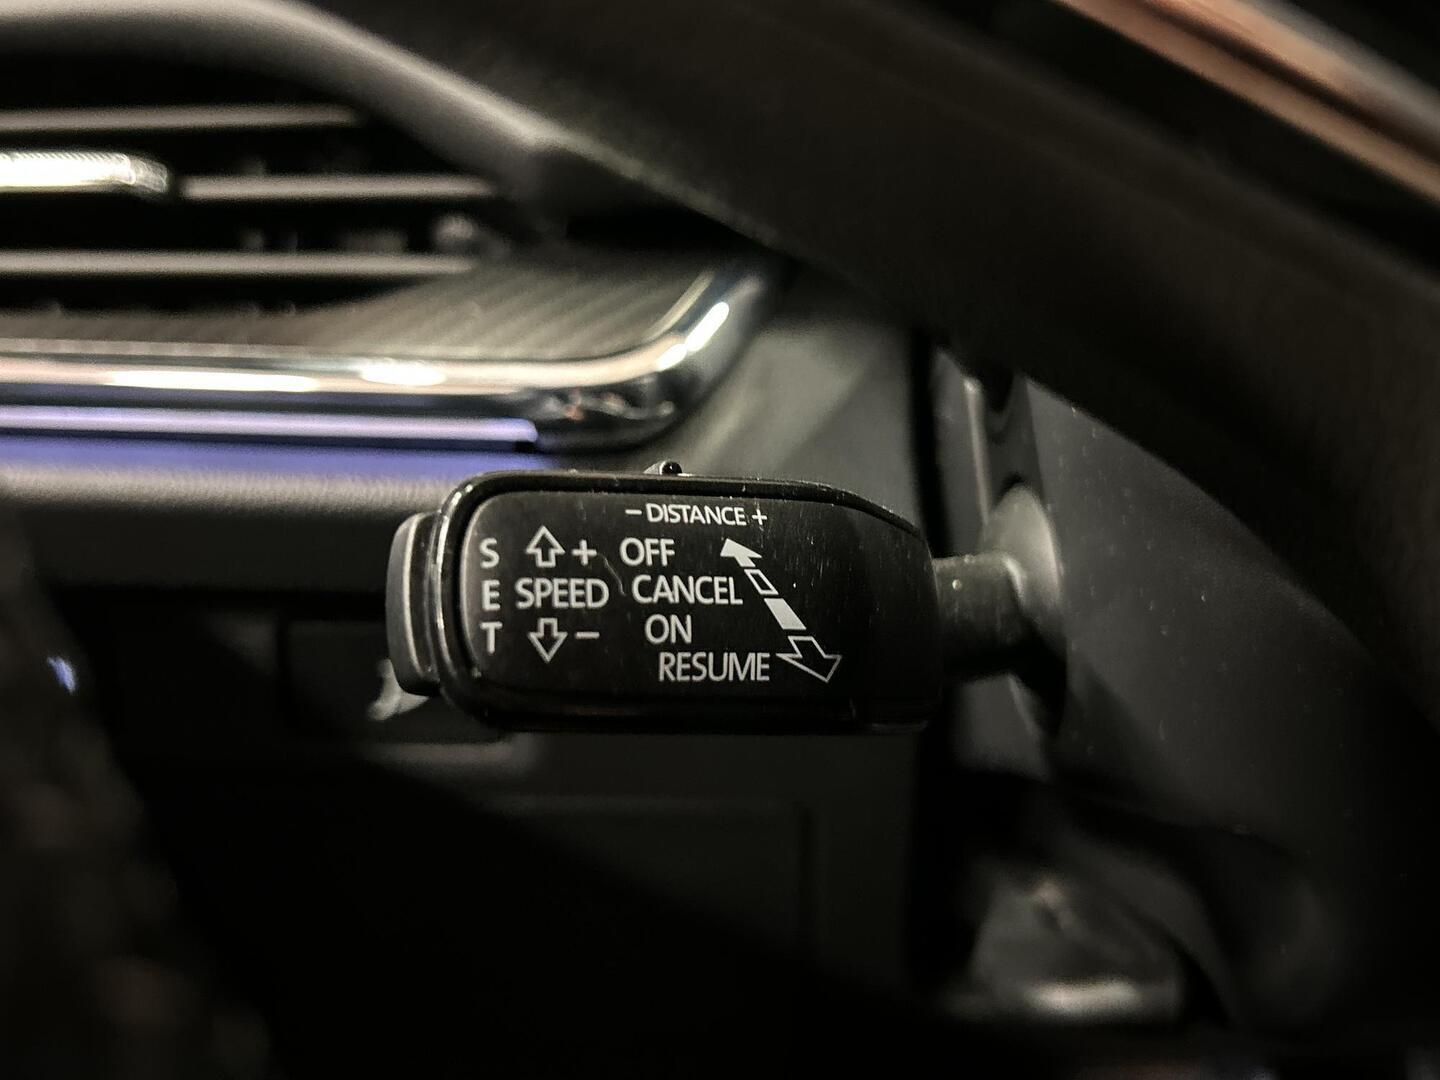 − DISTANCE +
S + OFF
E SPEED CANCEL
T − ON
RESUME